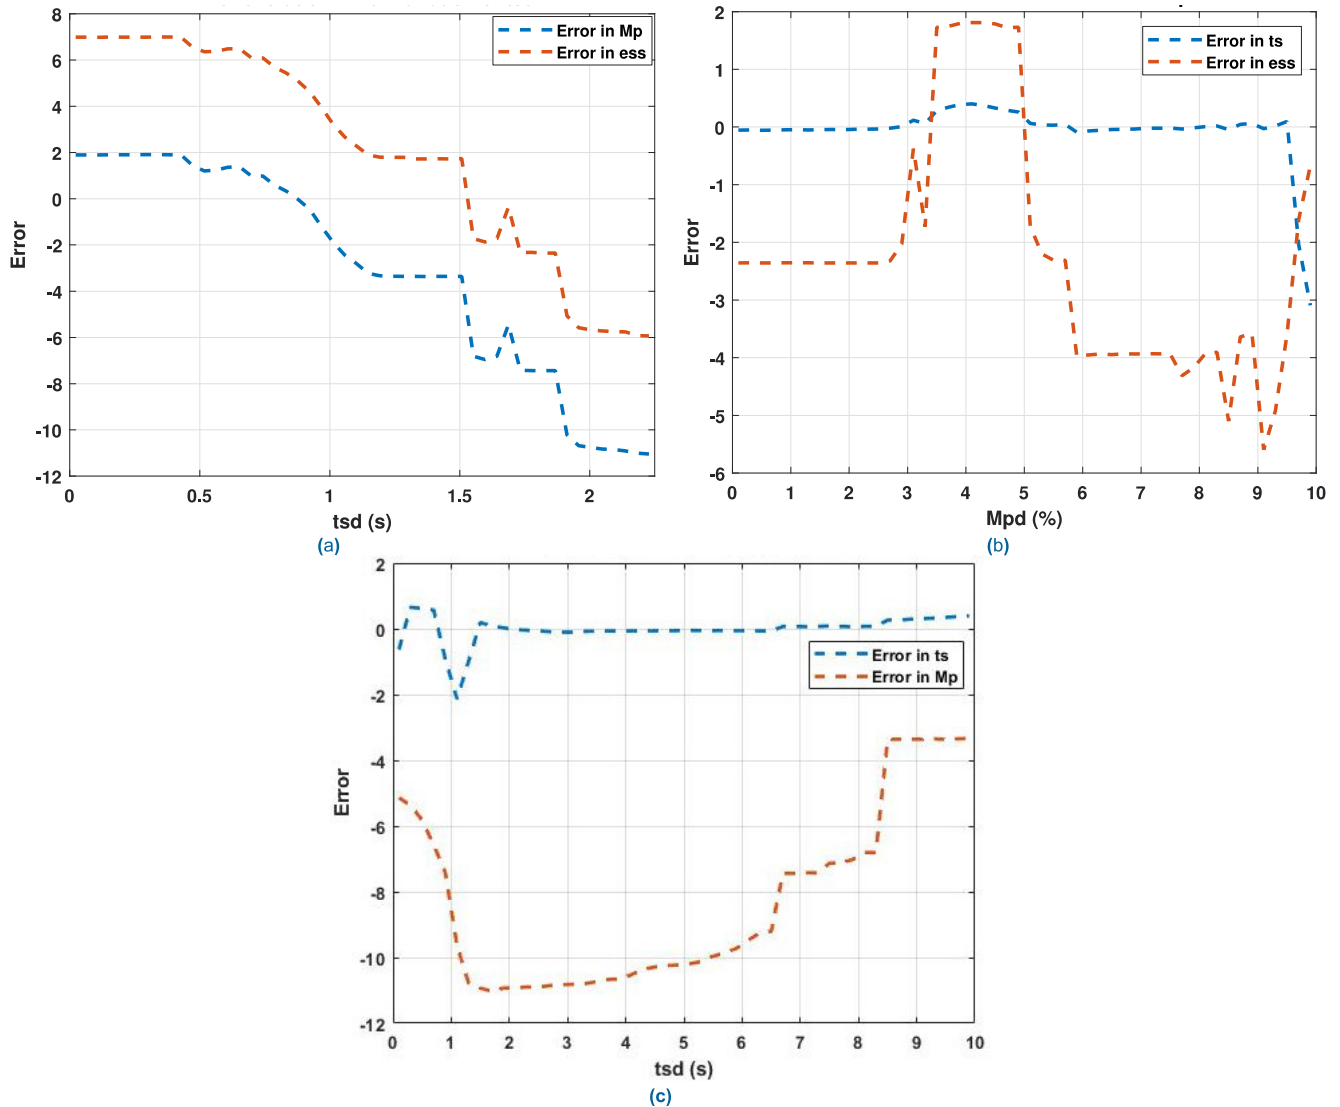 8
6
4
2
0
-2
-4
-6
-8
-10
-12
Error
Error in Mp
Error in ess
0 0.5 1 1.5 2
tsd (s)
(a)
2
1
0
-1
-2
-3
-4
-5
-6
Error
Error in ts
Error in ess
0 1 2 3 4 5 6 7 8 9 10
Mpd (%)
(b)
2
0
-2
-4
-6
-8
-10
-12
Error
Error in ts
Error in Mp
0 1 2 3 4 5 6 7 8 9 10
tsd (s)
(c)